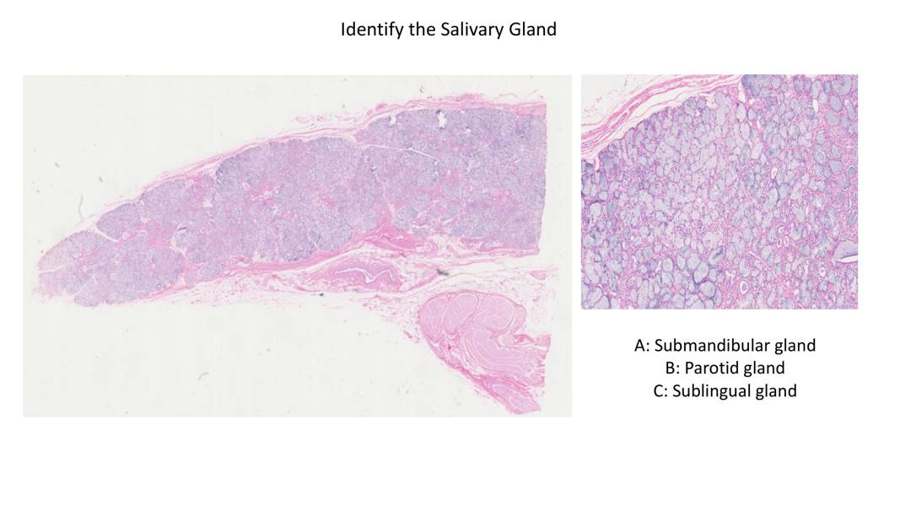 Identify the Salivary Gland
A: Submandibular gland
B: Parotid gland
C: Sublingual gland